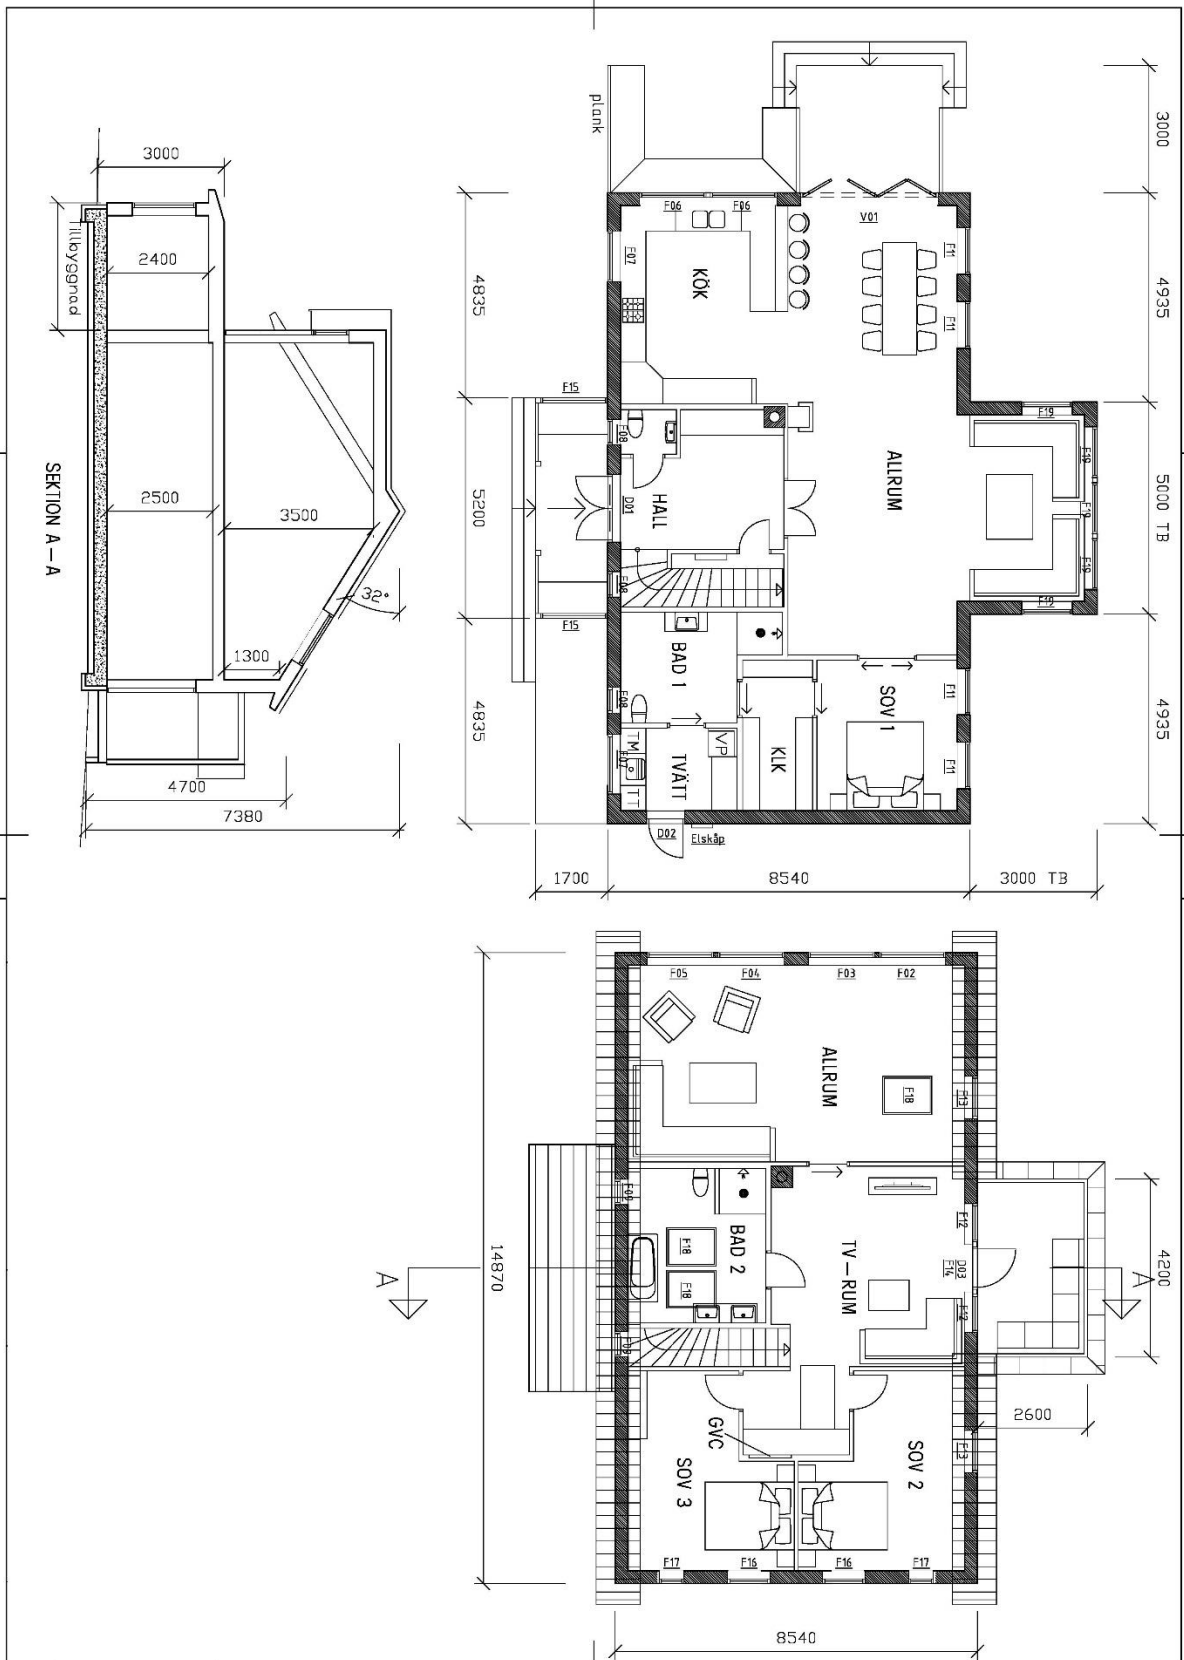 3000
4935
5000 TB
4935
plank
F06
F06
V01
F07
F11
F11
KÖK
4835
5200
4835
F15
F15
F08
D01
F08
F08
F07
HALL
ALLRUM
F19
F19
F19
F19
F19
BAD 1
SOV 1
F11
F11
KLK
TVÄTT
VP
TM
TT
D02
Elskåp
1700
8540
3000 TB
3000
Tillbyggnad
2400
2500
3500
32°
1300
4700
7380
SEKTION A-A
F05
F04
F03
F02
ALLRUM
F18
F13
F09
BAD 2
F18
F18
F09
TV-RUM
F12
D03
F14
F12
4200
2600
14870
A
A
GVC
SOV 3
SOV 2
F13
F17
F16
F16
F17
8540